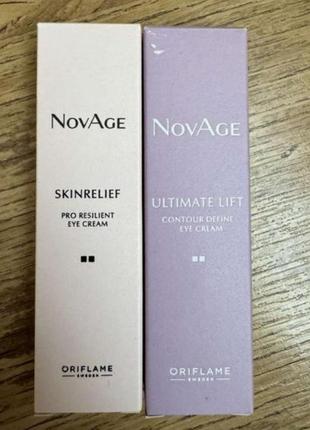 NOVAGE
SKINRELIEF
PRO RESILIENT
EYE CREAM
ORIFLAME
SWEDEN
NOVAGE
ULTIMATE LIFT
CONTOUR DEFINE
EYE CREAM
ORIFLAME
SWEDEN